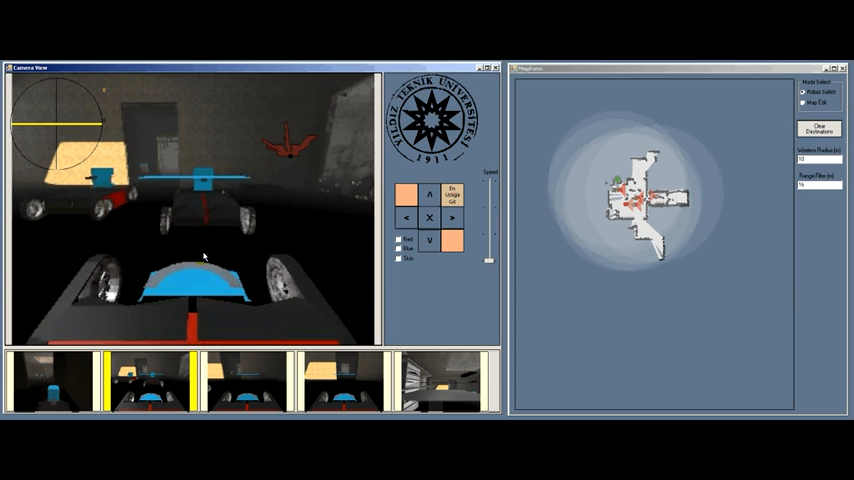 Camera View
YILDIZ TEKNİK ÜNİVERSİTESİ
1911
Speed
En
Uzağa
Git
Red
Blue
Skin
MapForm
Mode Select
Robot Select
Map Edit
Clear
Destinations
Wireless Radius (m)
10
Range Filter (m)
16